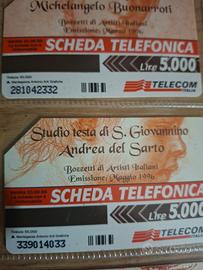 Michelangelo Buonarroti
Bozzetti di Artisti Italiani
Emissione: Marzo 1996
SCHEDA TELEFONICA
Lire 5.000
TELECOM
281042332
Studio testa di S. Giovannino
Andrea del Sarto
Bozzetti di Artisti Italiani
Emissione: Maggio 1996
SCHEDA TELEFONICA
Lire 5.000
TELECOM
339014033